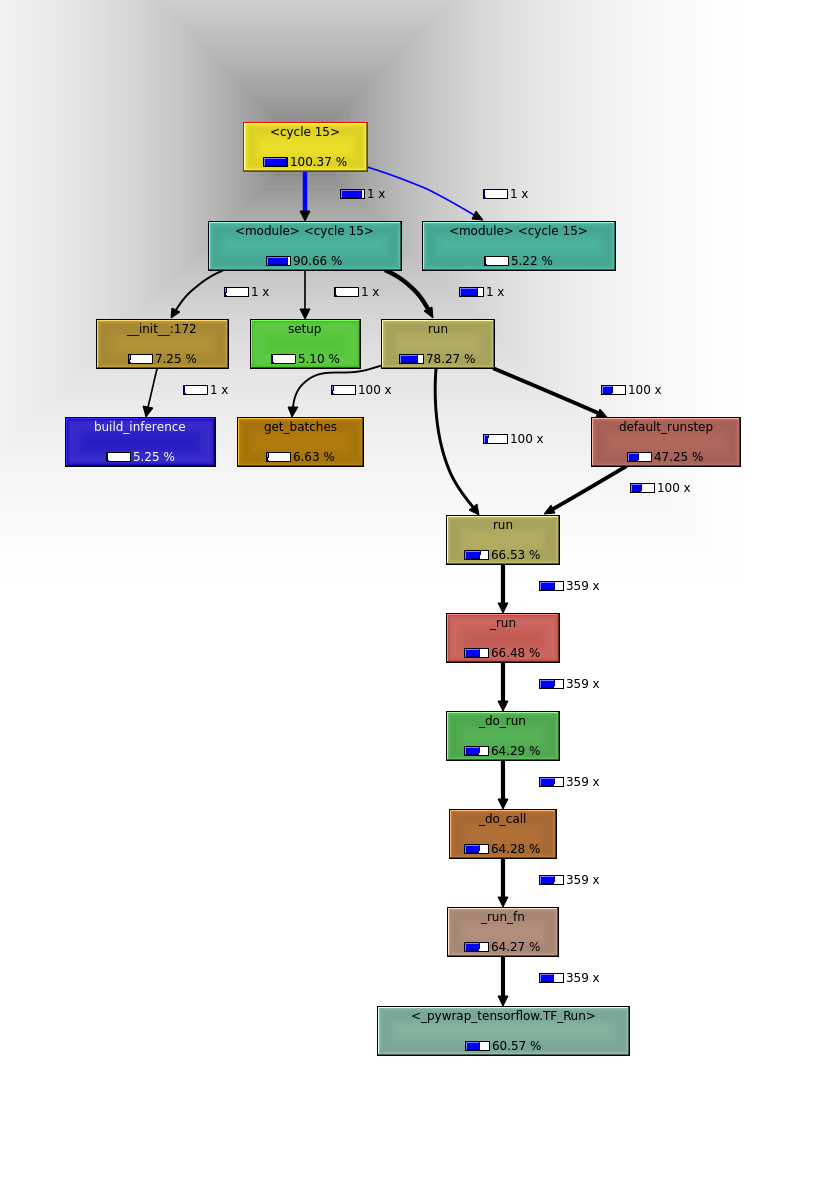 <cycle 15>
100.37 %
1 x
1 x
<module> <cycle 15>
90.66 %
<module> <cycle 15>
5.22 %
1 x
1 x
1 x
__init__:172
7.25 %
setup
5.10 %
run
78.27 %
1 x
100 x
100 x
build_inference
5.25 %
get_batches
6.63 %
100 x
default_runstep
47.25 %
100 x
run
66.53 %
359 x
_run
66.48 %
359 x
_do_run
64.29 %
359 x
_do_call
64.28 %
359 x
_run_fn
64.27 %
359 x
<_pywrap_tensorflow.TF_Run>
60.57 %